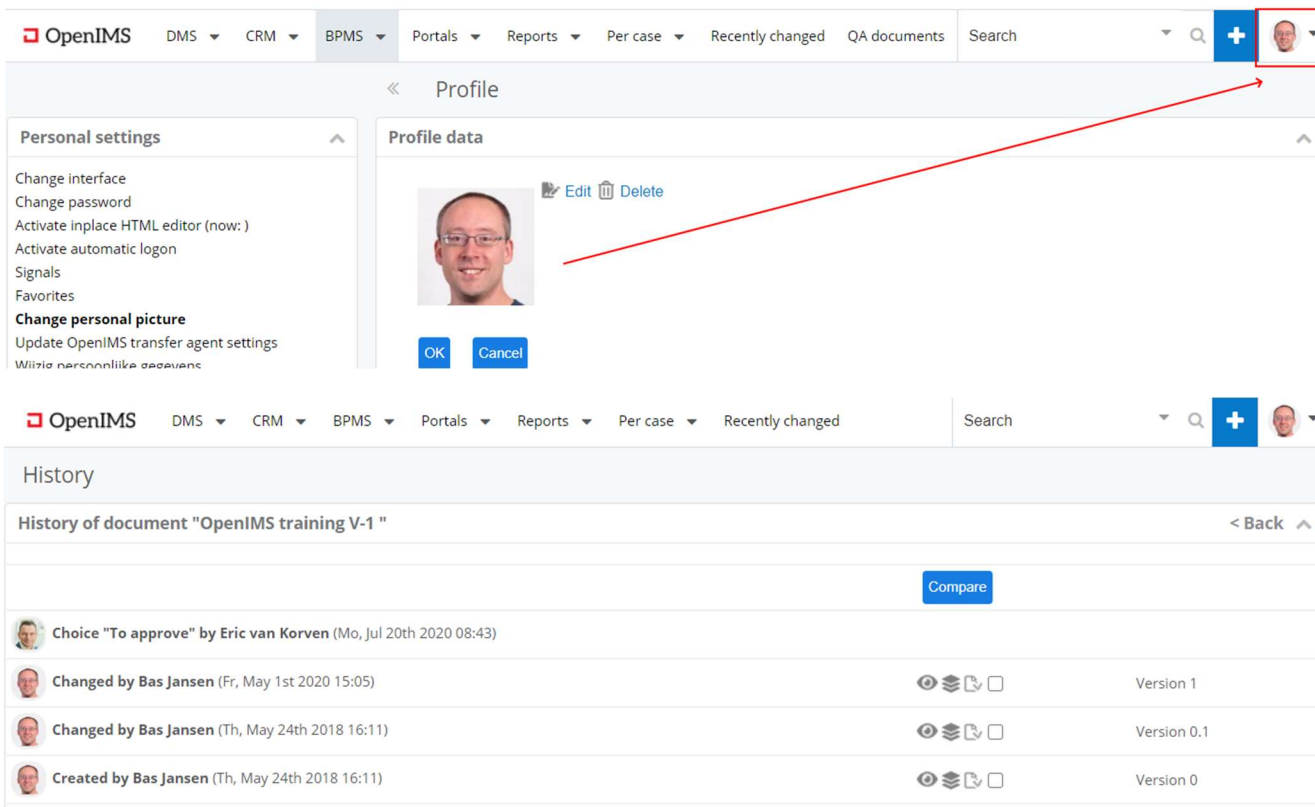 OpenIMS DMS CRM BPMS Portals Reports Per case Recently changed QA documents Search
Profile
Personal settings
Profile data
Change interface
Change password
Activate inplace HTML editor (now: )
Activate automatic logon
Signals
Favorites
Change personal picture
Update OpenIMS transfer agent settings
Wijzig persoonlijke gegevens
Edit Delete
OK Cancel
OpenIMS DMS CRM BPMS Portals Reports Per case Recently changed Search
History
History of document "OpenIMS training V-1 " < Back
Compare
Choice "To approve" by Eric van Korven (Mo, Jul 20th 2020 08:43)
Changed by Bas Jansen (Fr, May 1st 2020 15:05) Version 1
Changed by Bas Jansen (Th, May 24th 2018 16:11) Version 0.1
Created by Bas Jansen (Th, May 24th 2018 16:11) Version 0